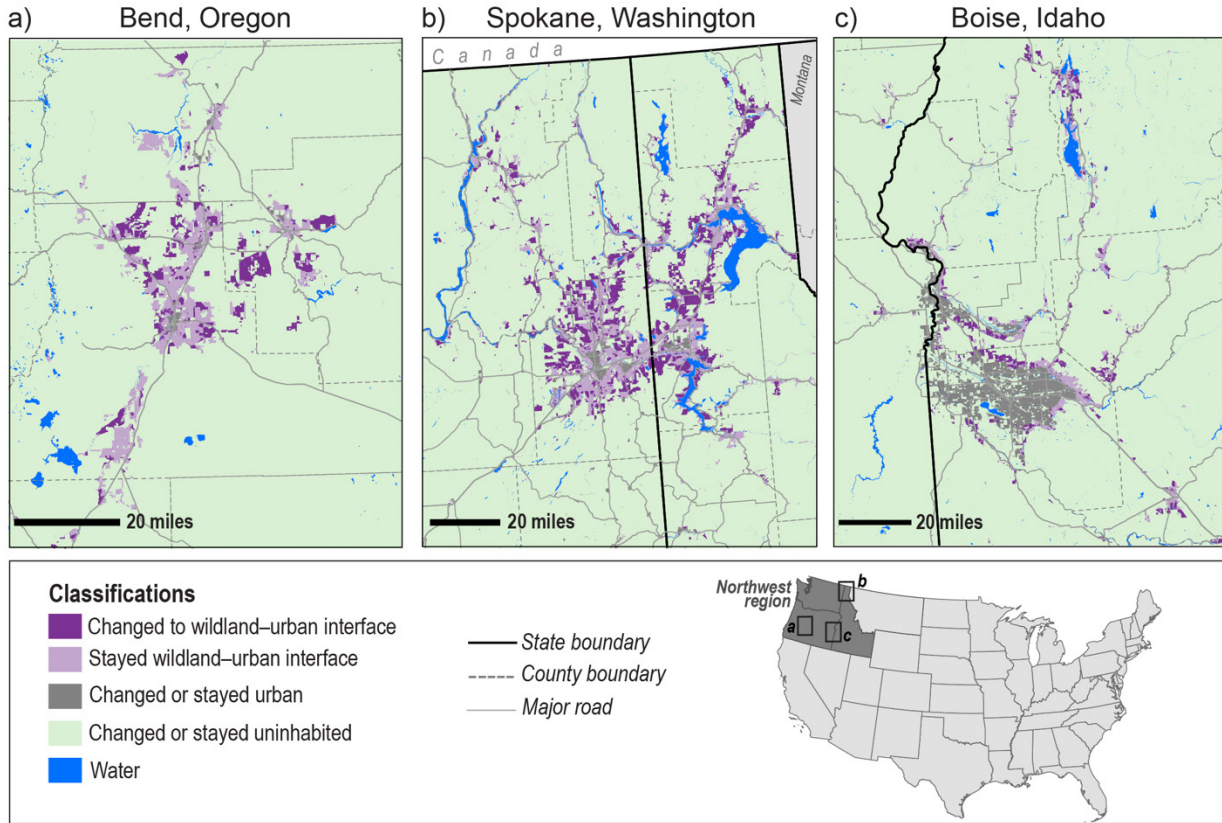 a) Bend, Oregon
b) Spokane, Washington
c) Boise, Idaho
Canada
Montana
20 miles
20 miles
20 miles
Classifications
Changed to wildland–urban interface
Stayed wildland–urban interface
Changed or stayed urban
Changed or stayed uninhabited
Water
State boundary
County boundary
Major road
Northwest
region
a
b
c